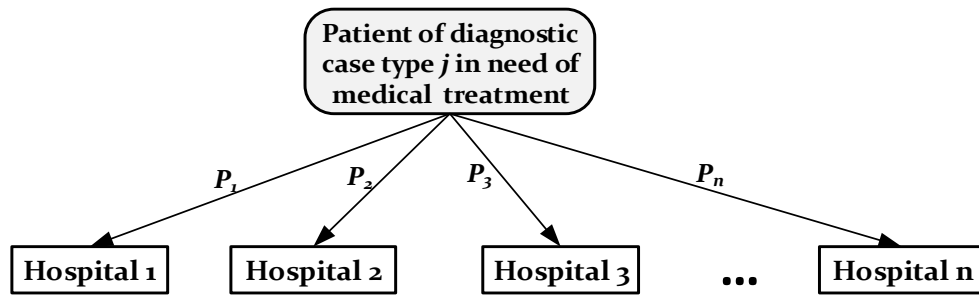 Patient of diagnostic
case type j in need of
medical treatment
P₁ P₂ P₃ Pₙ
Hospital 1 Hospital 2 Hospital 3 ... Hospital n